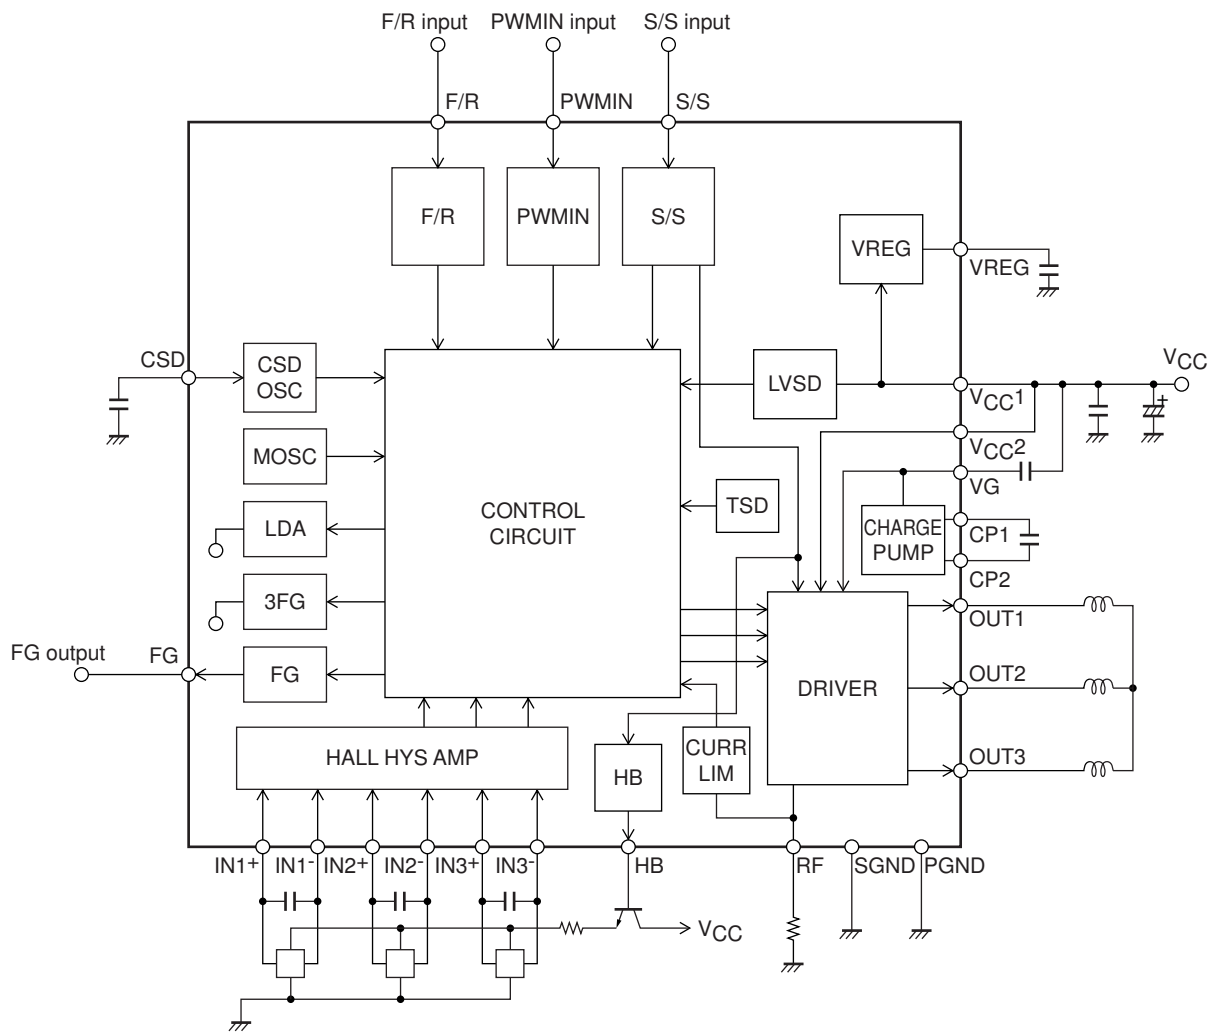 F/R input
PWMIN input
S/S input
F/R
PWMIN
S/S
F/R
PWMIN
S/S
VREG
VREG
CSD
CSD
OSC
LVSD
VCC
VCC1
VCC2
MOSC
VG
CONTROL
CIRCUIT
TSD
LDA
CHARGE
PUMP
CP1
CP2
3FG
OUT1
FG output
FG
FG
DRIVER
OUT2
HALL HYS AMP
HB
CURR
LIM
OUT3
IN1+
IN1-
IN2+
IN2-
IN3+
IN3-
HB
RF
SGND
PGND
+
VCC